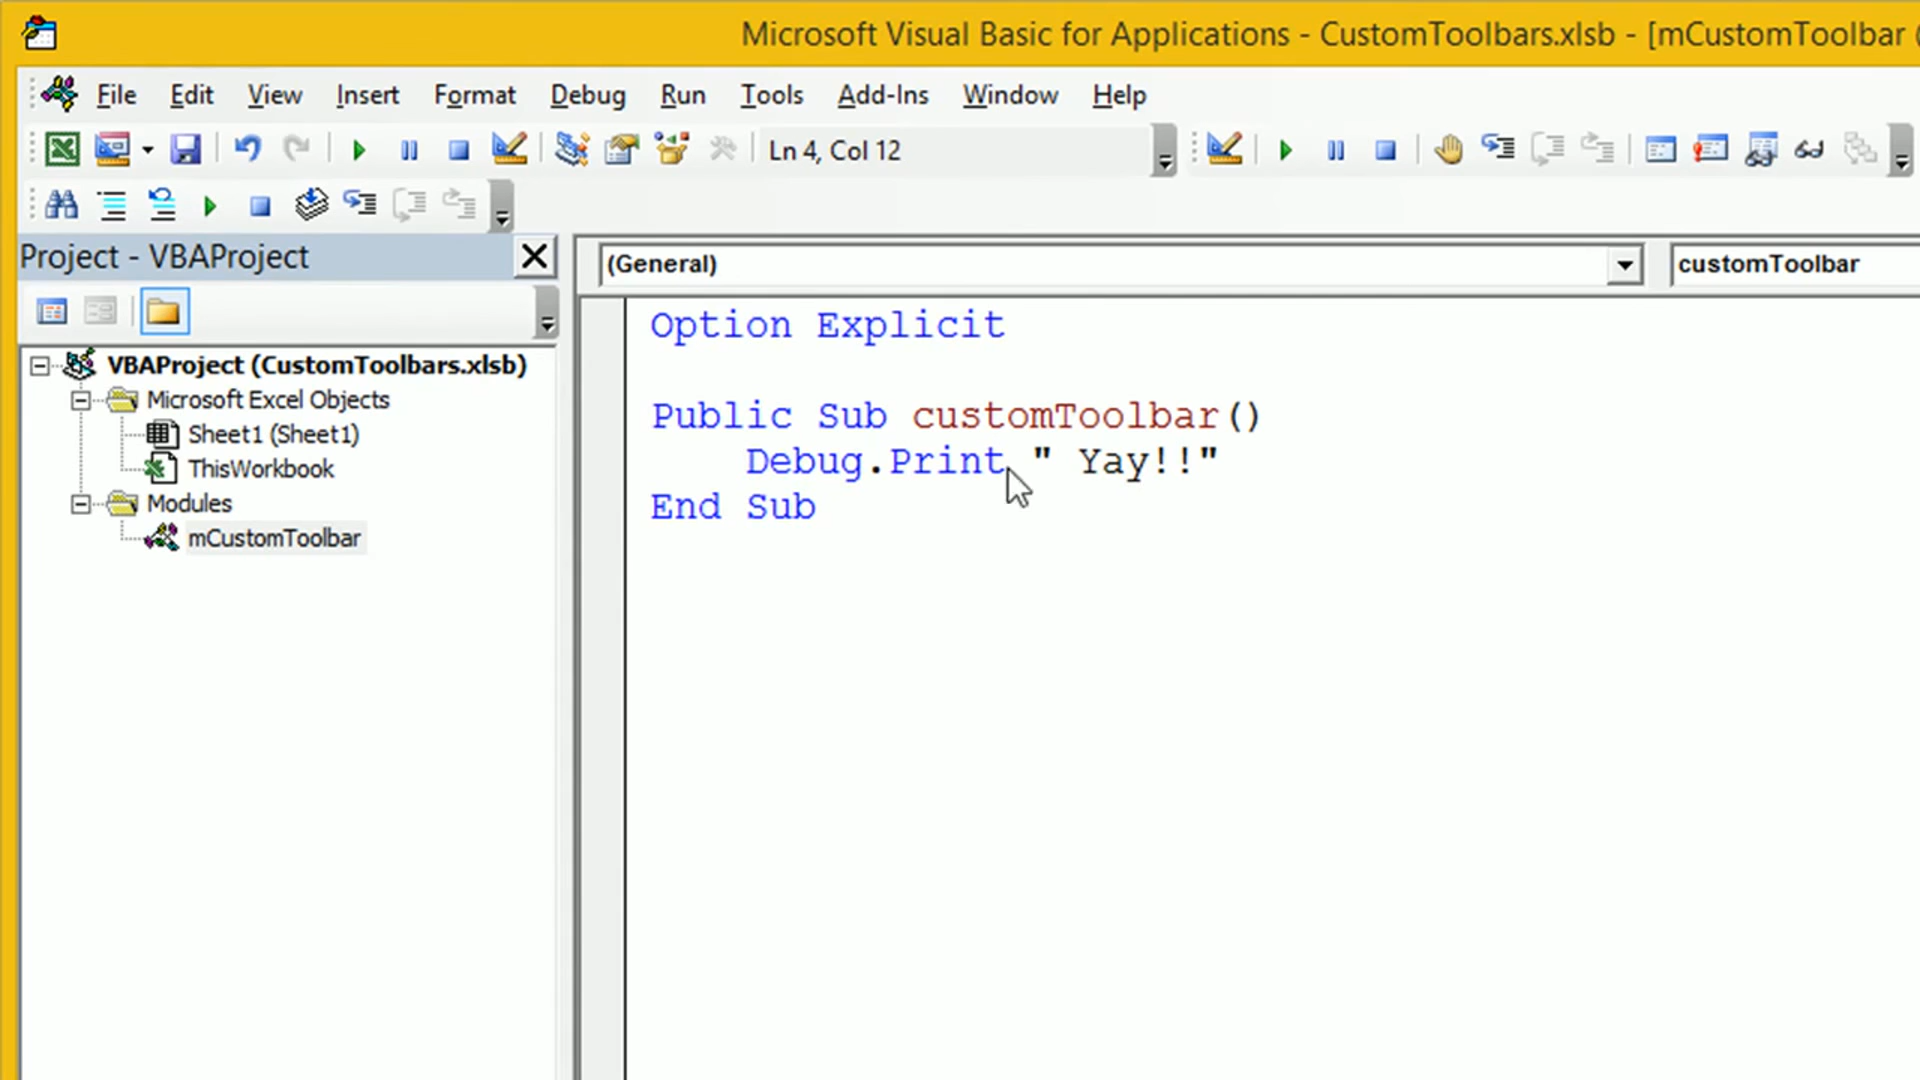 Microsoft Visual Basic for Applications - CustomToolbars.xlsb - [mCustomToolbar (
File Edit View Insert Format Debug Run Tools Add-Ins Window Help
Ln 4, Col 12
Project - VBAProject
(General)
customToolbar
VBAProject (CustomToolbars.xlsb)
Microsoft Excel Objects
Sheet1 (Sheet1)
ThisWorkbook
Modules
mCustomToolbar
Option Explicit
Public Sub customToolbar()
Debug.Print " Yay!!"
End Sub